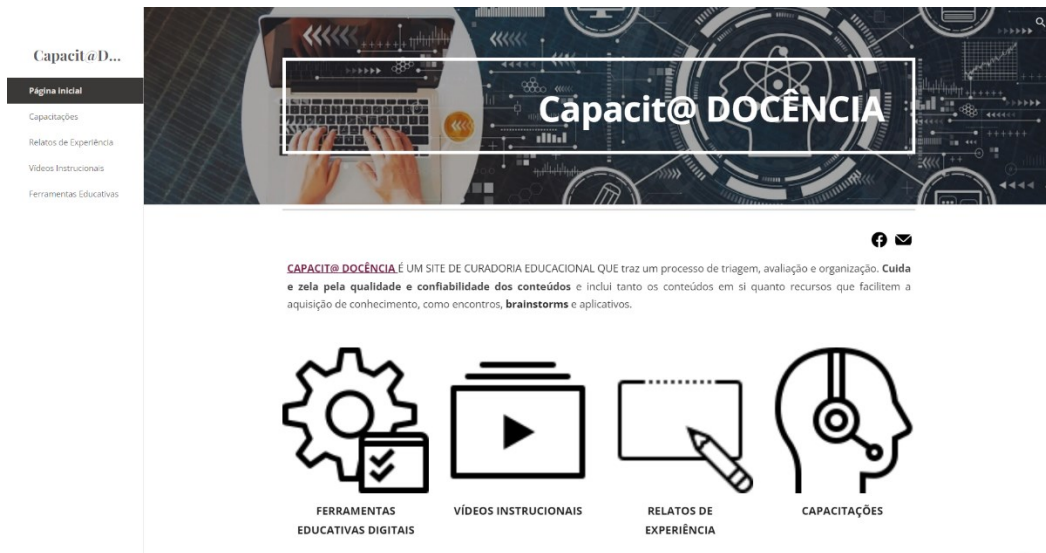 Capacit@D...
Página inicial
Capacitações
Relatos de Experiência
Vídeos Instrucionais
Ferramentas Educativas
Capacit@ DOCÊNCIA
CAPACIT@ DOCÊNCIA É UM SITE DE CURADORIA EDUCACIONAL QUE traz um processo de triagem, avaliação e organização. Cuida
e zela pela qualidade e confiabilidade dos conteúdos e inclui tanto os conteúdos em si quanto recursos que facilitem a
aquisição de conhecimento, como encontros, brainstorms e aplicativos.
FERRAMENTAS
EDUCATIVAS DIGITAIS
VÍDEOS INSTRUCIONAIS
RELATOS DE
EXPERIÊNCIA
CAPACITAÇÕES